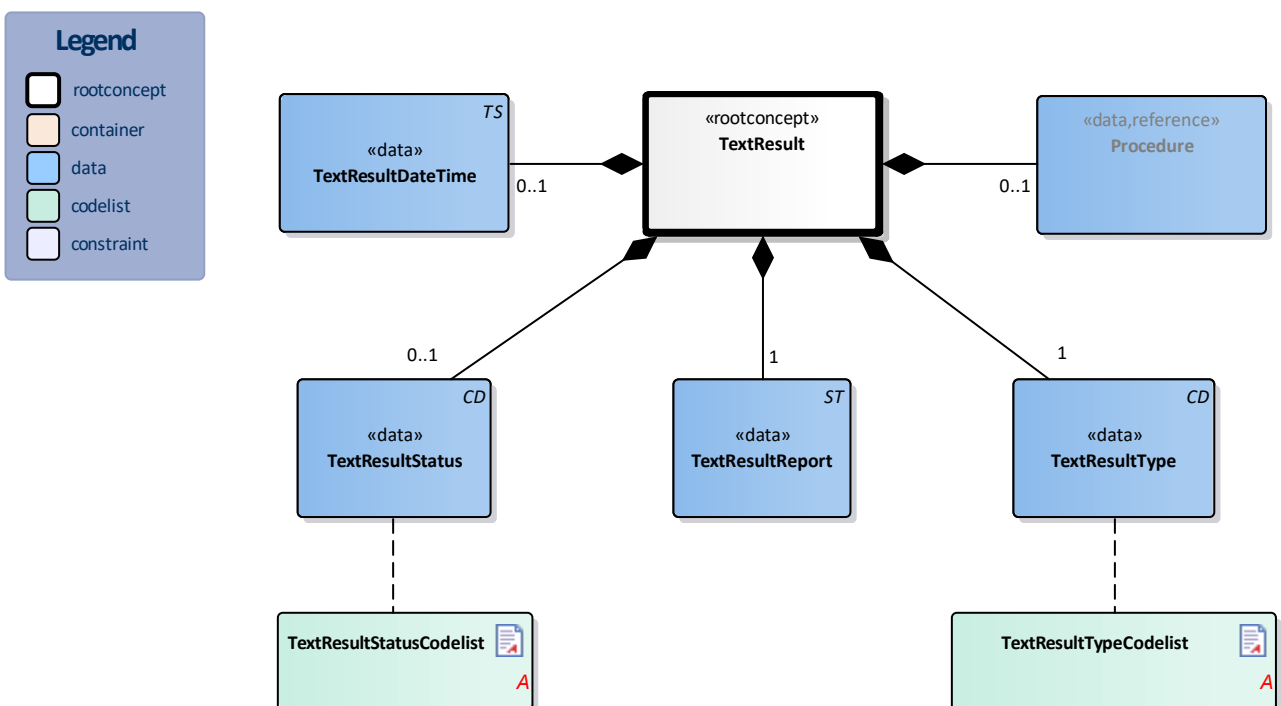 Legend
rootconcept
container
data
codelist
constraint
TS
«data»
TextResultDateTime
0..1
«rootconcept»
TextResult
«data,reference»
Procedure
0..1
0..1
1
1
CD
«data»
TextResultStatus
ST
«data»
TextResultReport
CD
«data»
TextResultType
TextResultStatusCodelist
A
TextResultTypeCodelist
A